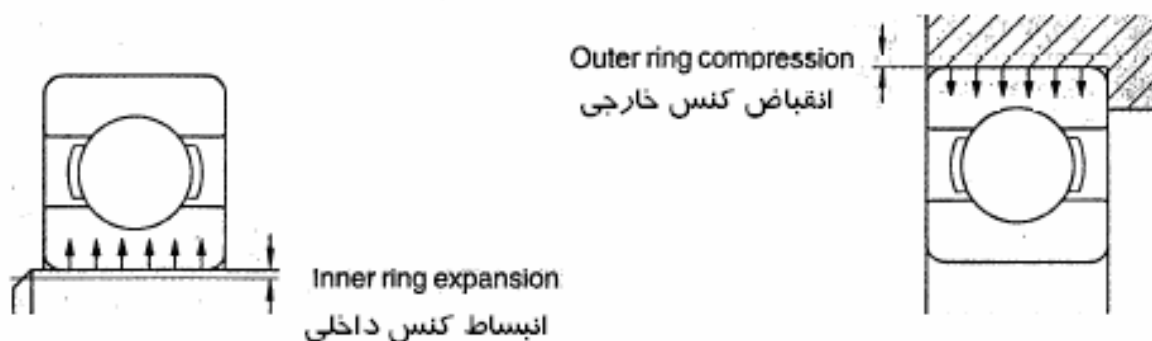 Outer ring compression
انقباض کنس خارجی
Inner ring expansion
انبساط کنس داخلی